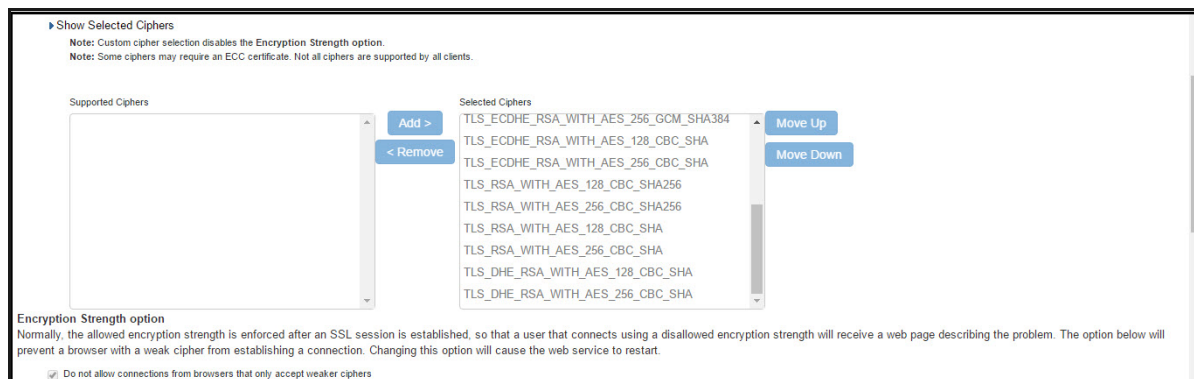 Show Selected Ciphers
Note: Custom cipher selection disables the Encryption Strength option.
Note: Some ciphers may require an ECC certificate. Not all ciphers are supported by all clients.
Supported Ciphers
Add >
< Remove
Selected Ciphers
TLS_ECDHE_RSA_WITH_AES_256_GCM_SHA384
TLS_ECDHE_RSA_WITH_AES_128_CBC_SHA
TLS_ECDHE_RSA_WITH_AES_256_CBC_SHA
TLS_RSA_WITH_AES_128_CBC_SHA256
TLS_RSA_WITH_AES_256_CBC_SHA256
TLS_RSA_WITH_AES_128_CBC_SHA
TLS_RSA_WITH_AES_256_CBC_SHA
TLS_DHE_RSA_WITH_AES_128_CBC_SHA
TLS_DHE_RSA_WITH_AES_256_CBC_SHA
Move Up
Move Down
Encryption Strength option
Normally, the allowed encryption strength is enforced after an SSL session is established, so that a user that connects using a disallowed encryption strength will receive a web page describing the problem. The option below will
prevent a browser with a weak cipher from establishing a connection. Changing this option will cause the web service to restart.
Do not allow connections from browsers that only accept weaker ciphers